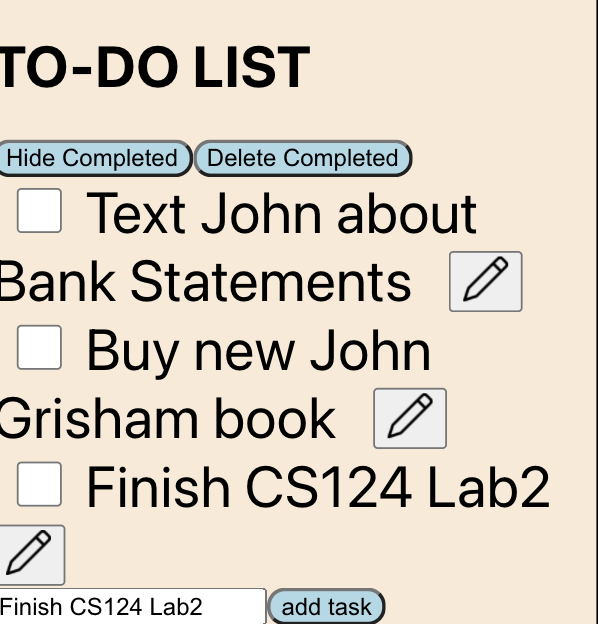 TO-DO LIST
Hide Completed Delete Completed
Text John about
Bank Statements
Buy new John
Grisham book
Finish CS124 Lab2
Finish CS124 Lab2 add task